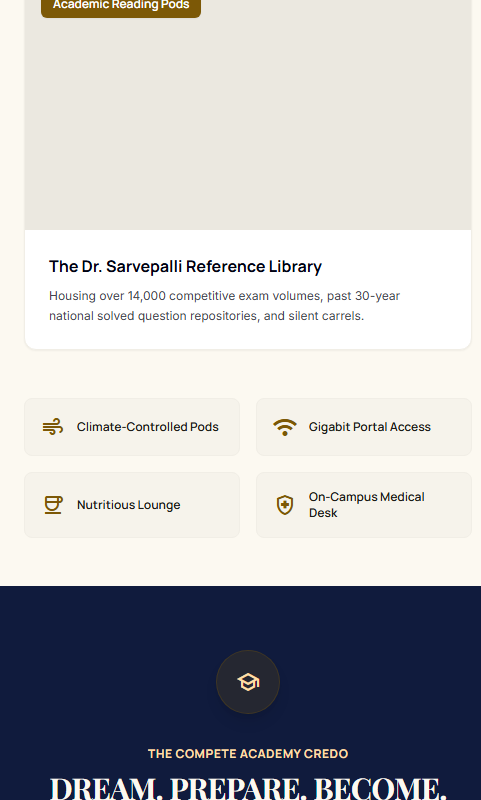 Academic Reading Pods
The Dr. Sarvepalli Reference Library
Housing over 14,000 competitive exam volumes, past 30-year
national solved question repositories, and silent carrels.
Climate-Controlled Pods
Gigabit Portal Access
Nutritious Lounge
On-Campus Medical
Desk
THE COMPETE ACADEMY CREDO
DREAM. PREPARE. BECOME.